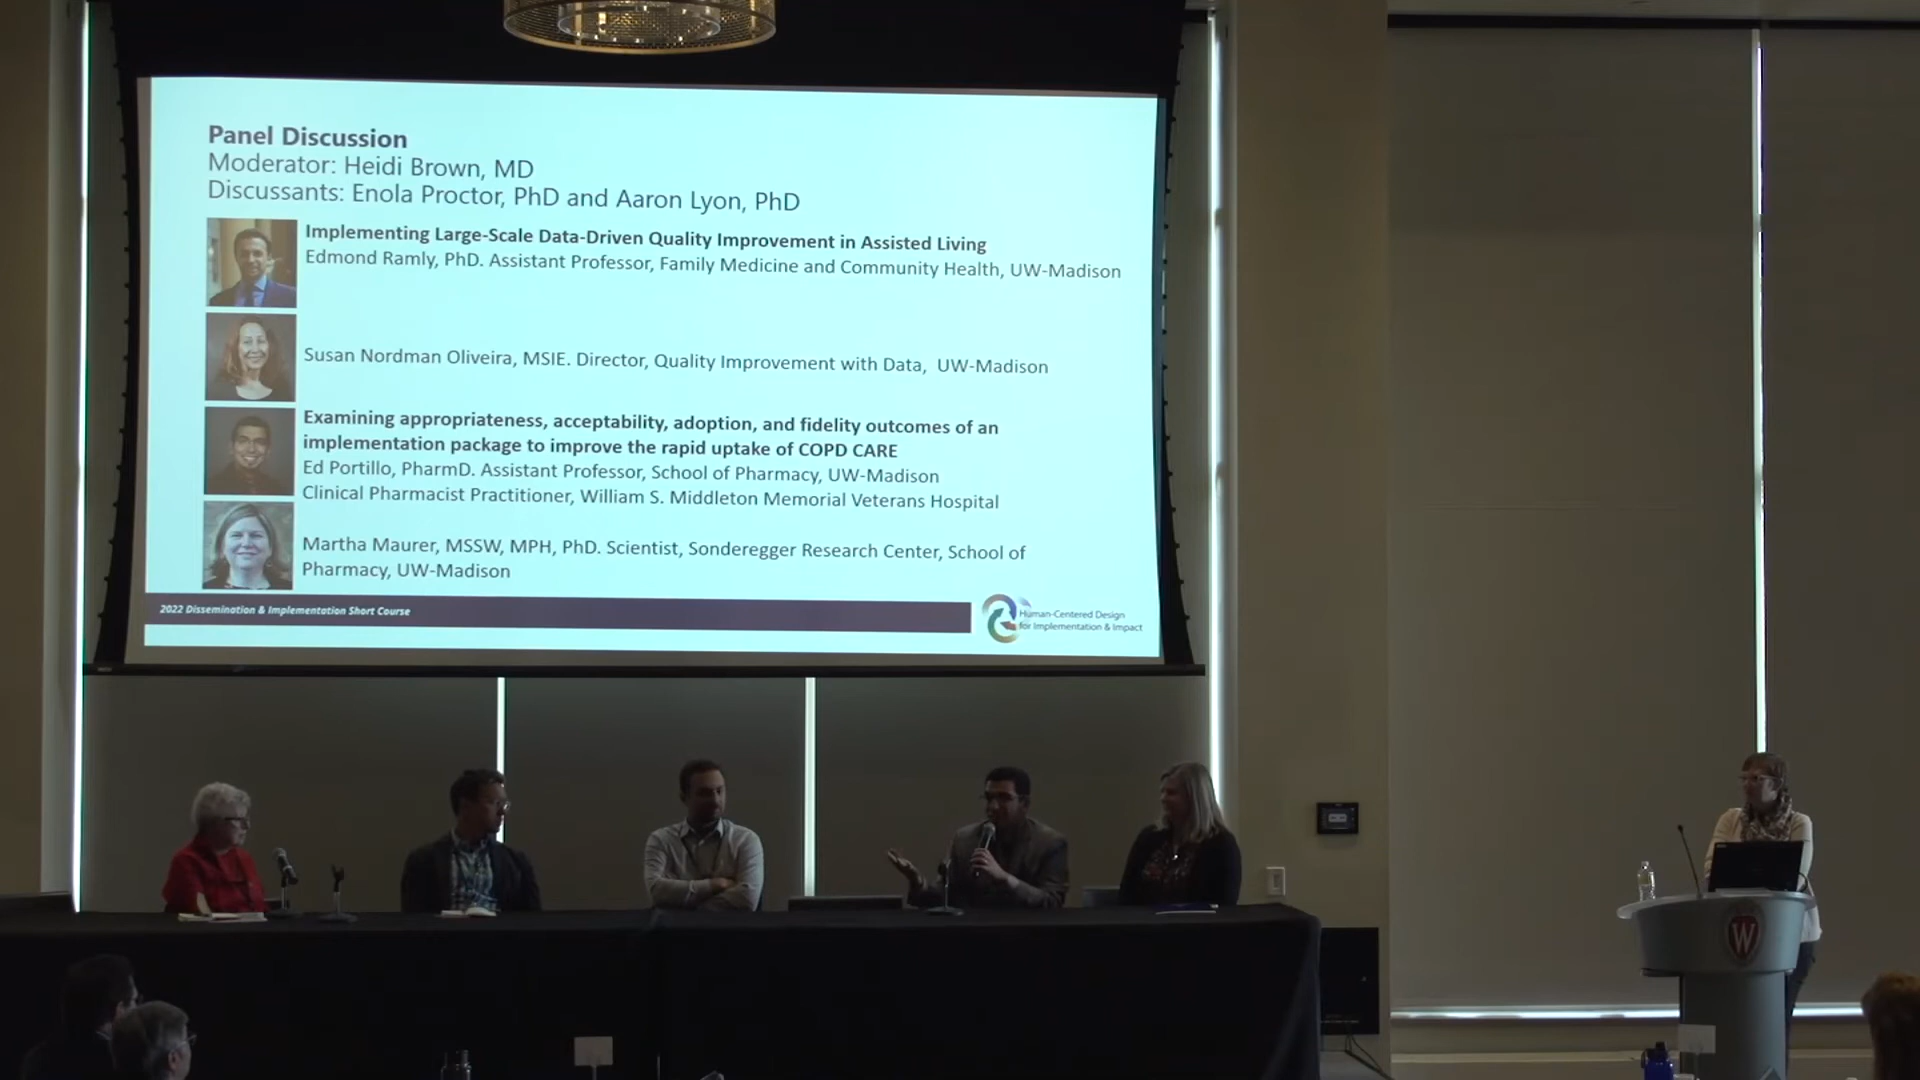 Panel Discussion
Moderator: Heidi Brown, MD
Discussants: Enola Proctor, PhD and Aaron Lyon, PhD
Implementing Large-Scale Data-Driven Quality Improvement in Assisted Living
Edmond Ramly, PhD. Assistant Professor, Family Medicine and Community Health, UW-Madison
Susan Nordman Oliveira, MSIE. Director, Quality Improvement with Data, UW-Madison
Examining appropriateness, acceptability, adoption, and fidelity outcomes of an
implementation package to improve the rapid uptake of COPD CARE
Ed Portillo, PharmD. Assistant Professor, School of Pharmacy, UW-Madison
Clinical Pharmacist Practitioner, William S. Middleton Memorial Veterans Hospital
Martha Maurer, MSSW, MPH, PhD. Scientist, Sonderegger Research Center, School of
Pharmacy, UW-Madison
2022 Dissemination & Implementation Short Course
Human-Centered Design
for Implementation & Impact
W